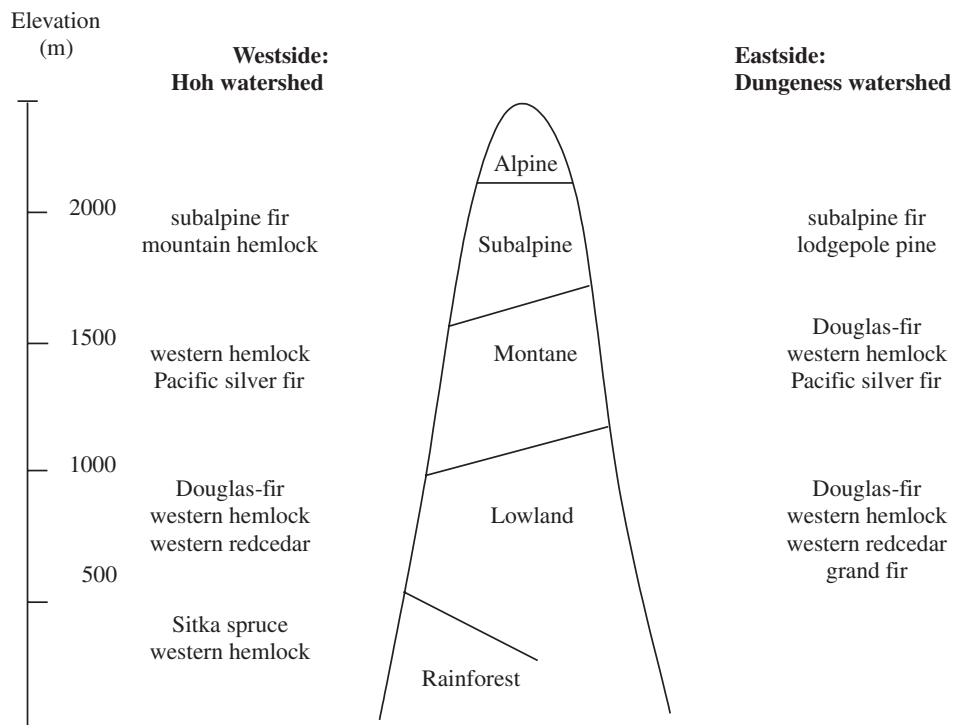 Elevation
(m)
Westside:
Hoh watershed
Eastside:
Dungeness watershed
Alpine
2000
subalpine fir
mountain hemlock
Subalpine
subalpine fir
lodgepole pine
1500
western hemlock
Pacific silver fir
Montane
Douglas-fir
western hemlock
Pacific silver fir
1000
Douglas-fir
western hemlock
western redcedar
Lowland
Douglas-fir
western hemlock
western redcedar
grand fir
500
Sitka spruce
western hemlock
Rainforest